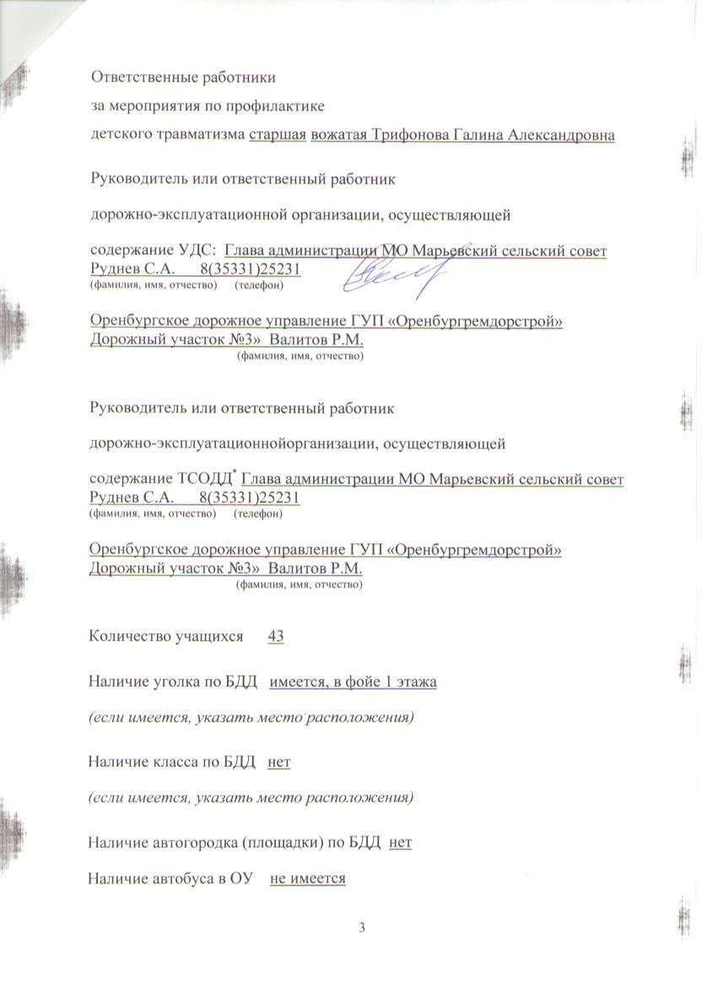 Ответственные работники
за мероприятия по профилактике
детского травматизма старшая вожатая Трифонова Галина Александровна
Руководитель или ответственный работник
дорожно-эксплуатационной организации, осуществляющей
содержание УДС: Глава администрации МО Марьевский сельский совет
Руднев С.А. 8(35331)25231
(фамилия, имя, отчество) (телефон)
Оренбургское дорожное управление ГУП «Оренбургремдорстрой»
Дорожный участок №3» Валитов Р.М.
(фамилия, имя, отчество)
Руководитель или ответственный работник
дорожно-эксплуатационнойорганизации, осуществляющей
содержание ТСОДД* Глава администрации МО Марьевский сельский совет
Руднев С.А. 8(35331)25231
(фамилия, имя, отчество) (телефон)
Оренбургское дорожное управление ГУП «Оренбургремдорстрой»
Дорожный участок №3» Валитов Р.М.
(фамилия, имя, отчество)
Количество учащихся 43
Наличие уголка по БДД имеется, в фойе 1 этажа
(если имеется, указать место расположения)
Наличие класса по БДД нет
(если имеется, указать место расположения)
Наличие автогородка (площадки) по БДД нет
Наличие автобуса в ОУ не имеется
3